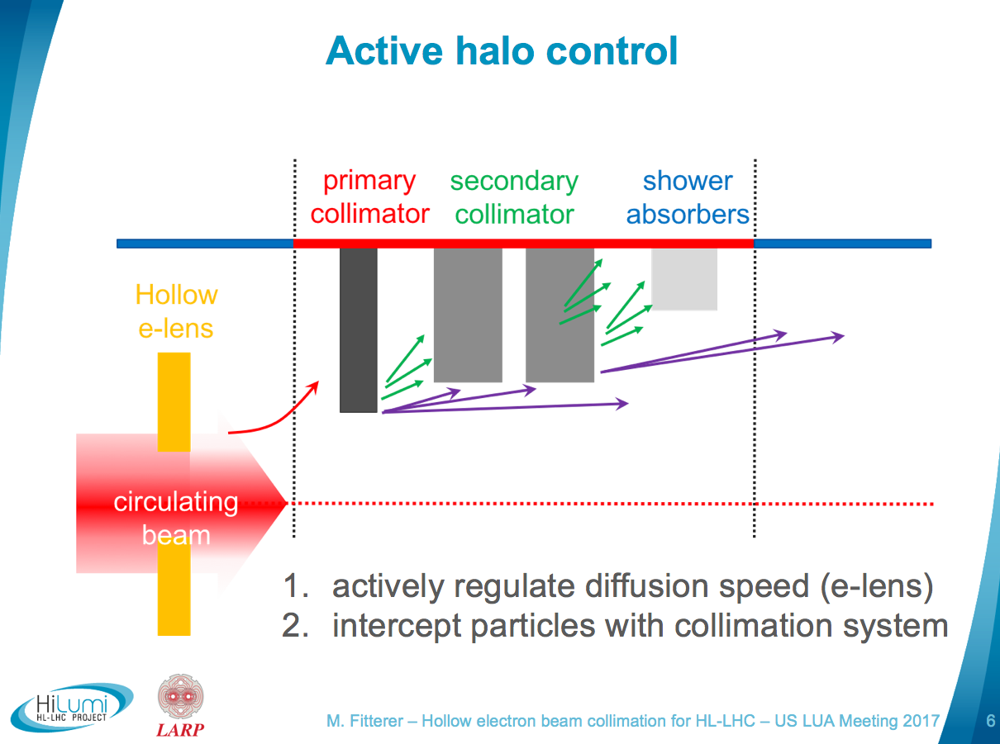 Active halo control
primary
collimator
secondary
collimator
shower
absorbers
Hollow
e-lens
circulating
beam
1. actively regulate diffusion speed (e-lens)
2. intercept particles with collimation system
HiLumi
HL-LHC PROJECT
LARP
M. Fitterer – Hollow electron beam collimation for HL-LHC – US LUA Meeting 2017
6